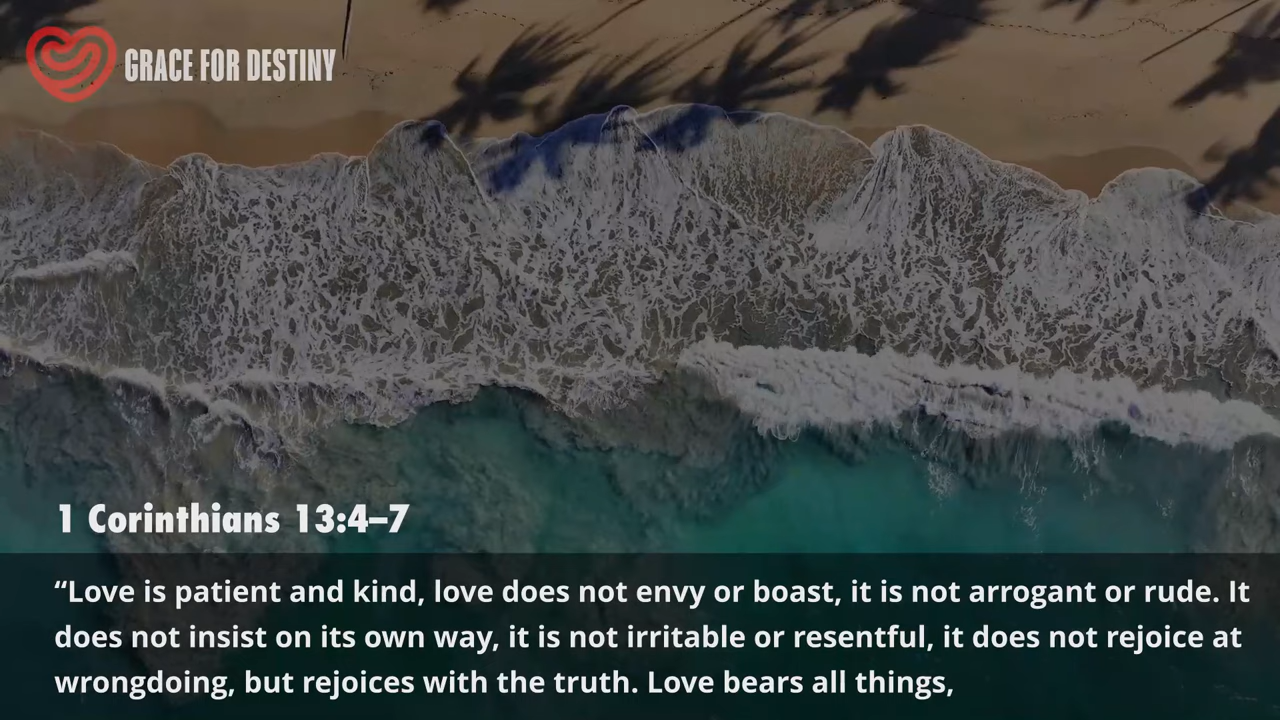 GRACE FOR DESTINY
1 Corinthians 13:4–7
“Love is patient and kind, love does not envy or boast, it is not arrogant or rude. It
does not insist on its own way, it is not irritable or resentful, it does not rejoice at
wrongdoing, but rejoices with the truth. Love bears all things,